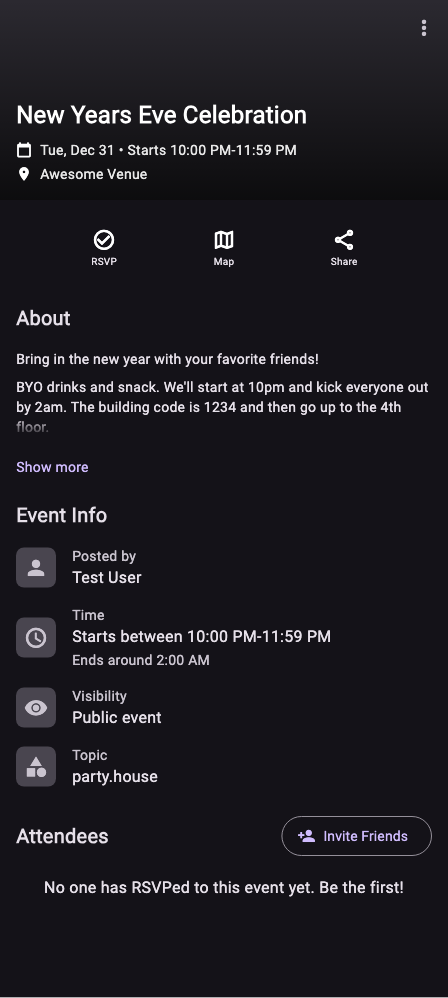 New Years Eve Celebration
Tue, Dec 31 • Starts 10:00 PM-11:59 PM
Awesome Venue
RSVP
Map
Share
About
Bring in the new year with your favorite friends!
BYO drinks and snack. We'll start at 10pm and kick everyone out
by 2am. The building code is 1234 and then go up to the 4th
floor.
Show more
Event Info
Posted by
Test User
Time
Starts between 10:00 PM-11:59 PM
Ends around 2:00 AM
Visibility
Public event
Topic
party.house
Attendees
Invite Friends
No one has RSVPed to this event yet. Be the first!